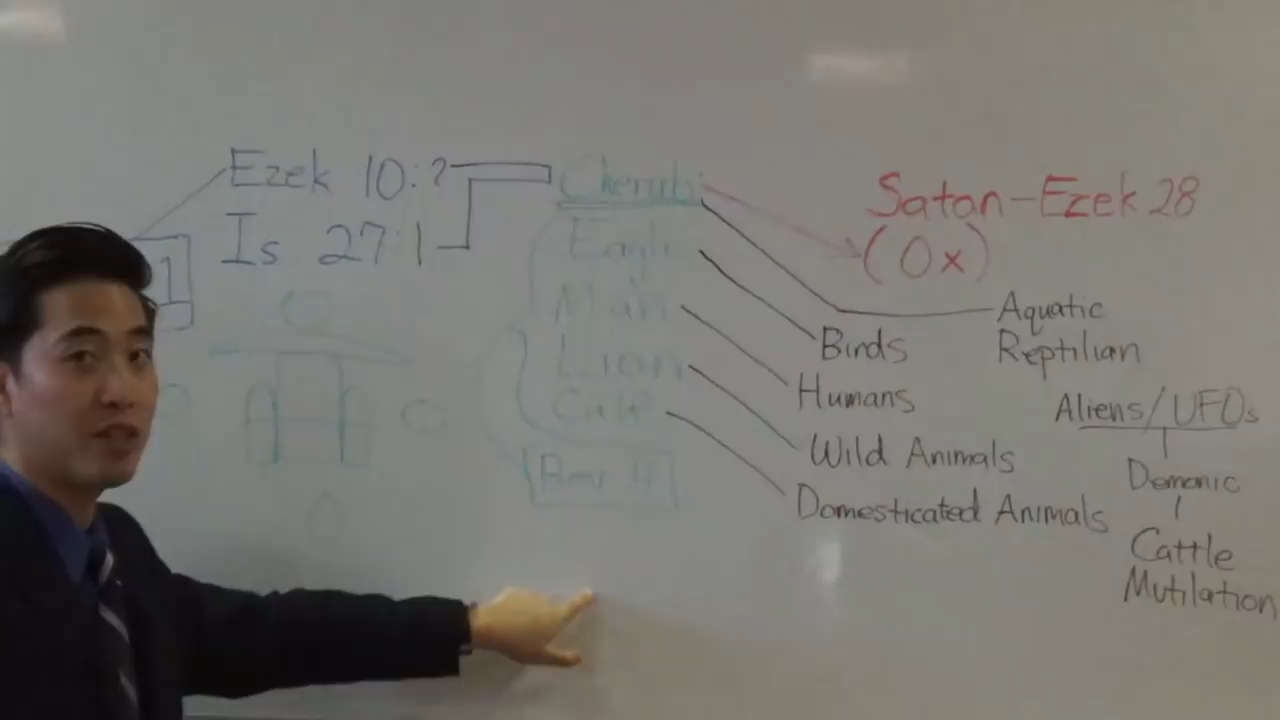 Ezek 10:?
Is 27:1
1
Cherub
Eagle
Man
Lion
Calf
Rev 4
Satan-Ezek 28
(Ox)
Aquatic
Reptilian
Birds
Humans
Wild Animals
Domesticated Animals
Aliens/UFOs
Demonic
Cattle
Mutilation